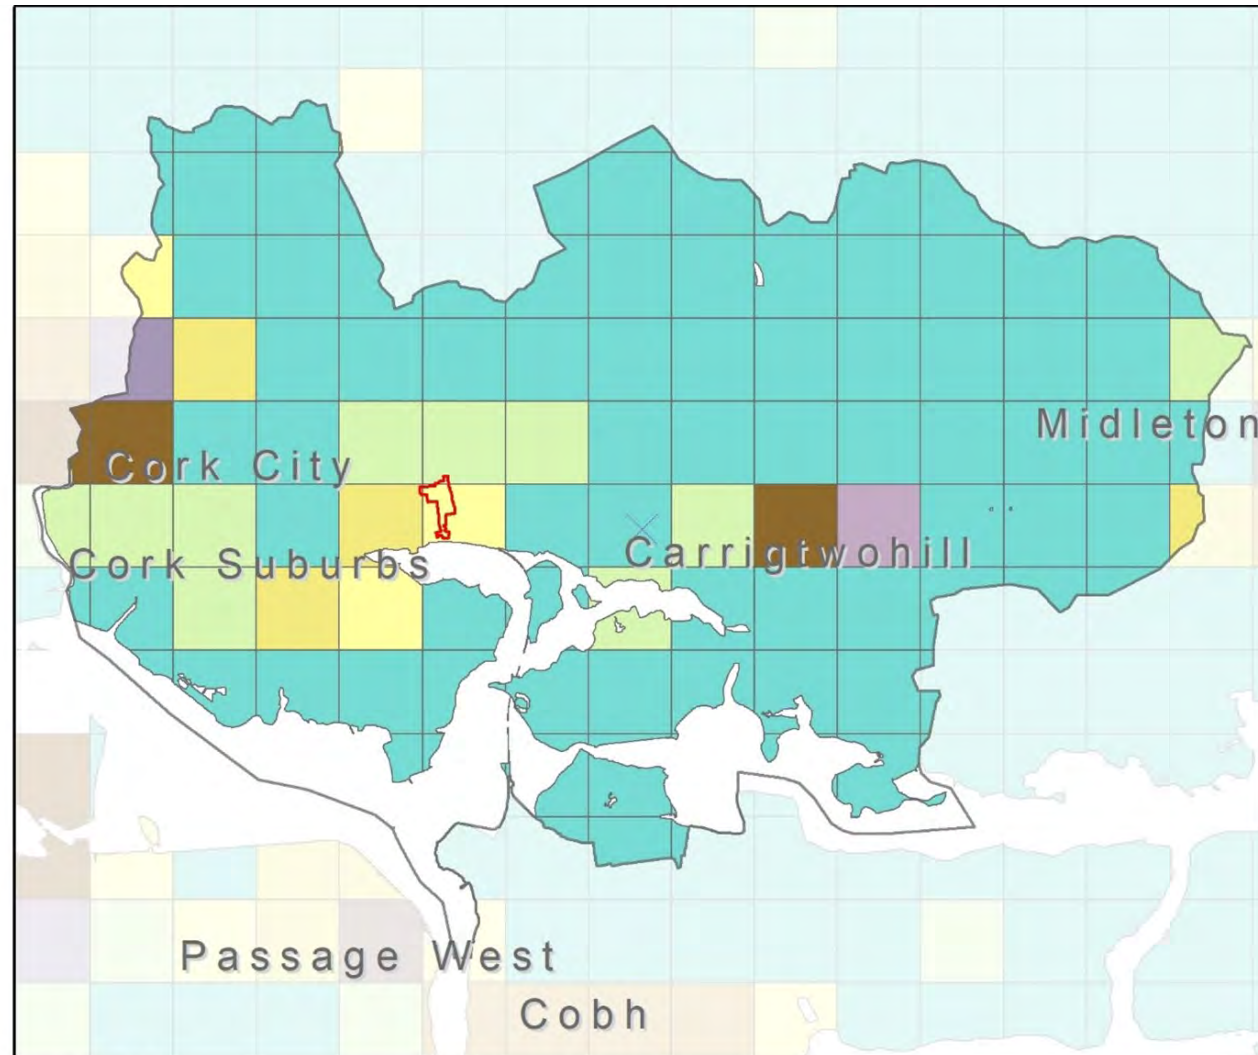 Midleton
Cork City
Carrigtwohill
Cork Suburbs
Passage West
Cobh